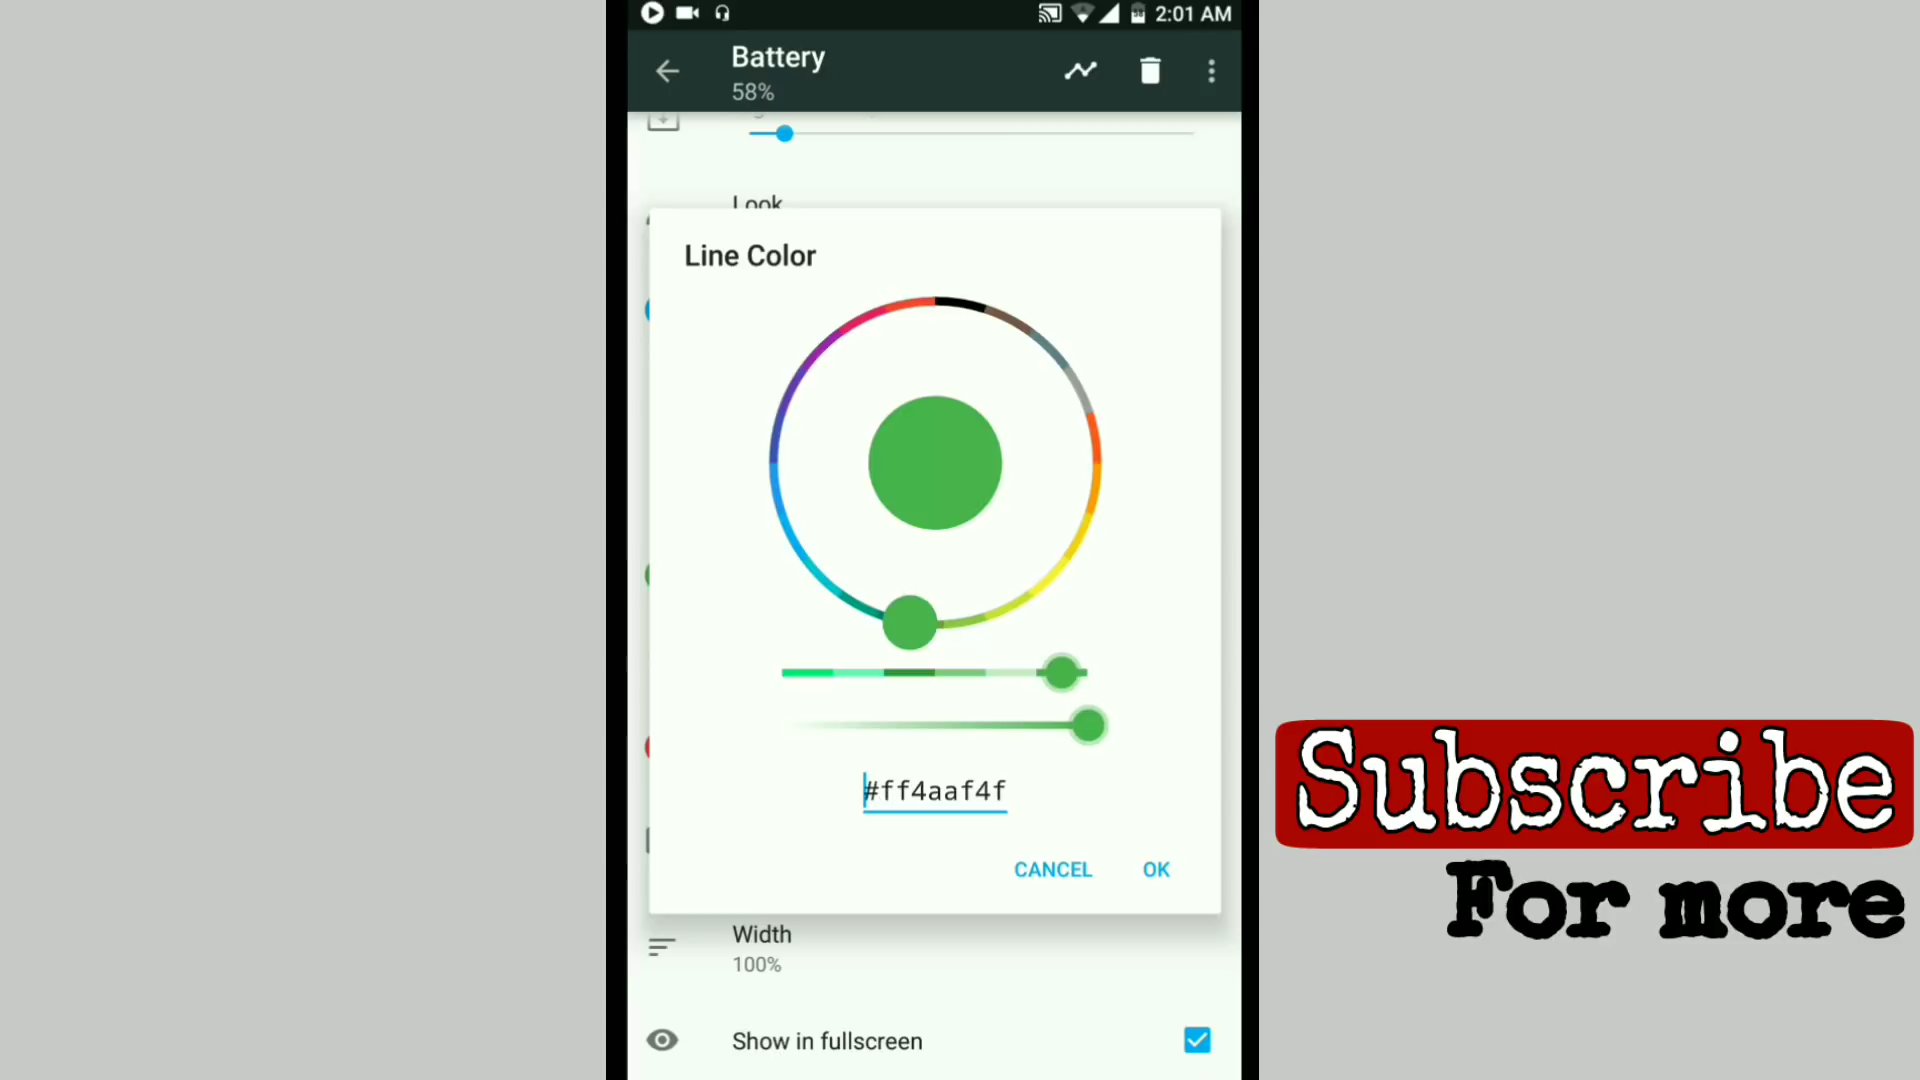 2:01 AM
Battery
58%
Look
Line Color
#ff4aaf4f
CANCEL OK
Width
100%
Show in fullscreen
Subscribe
For more